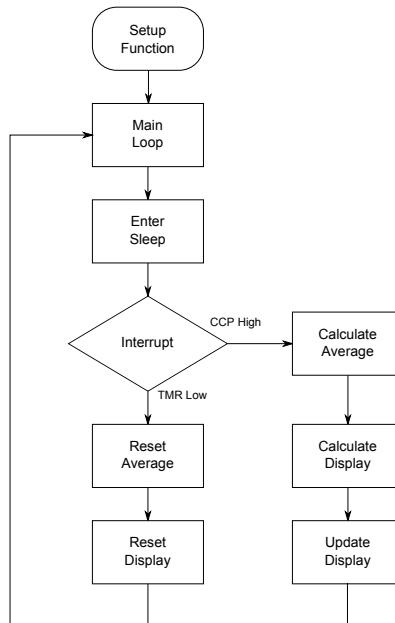 Setup
Function
Main
Loop
Enter
Sleep
Interrupt
CCP High
TMR Low
Calculate
Average
Reset
Average
Calculate
Display
Reset
Display
Update
Display